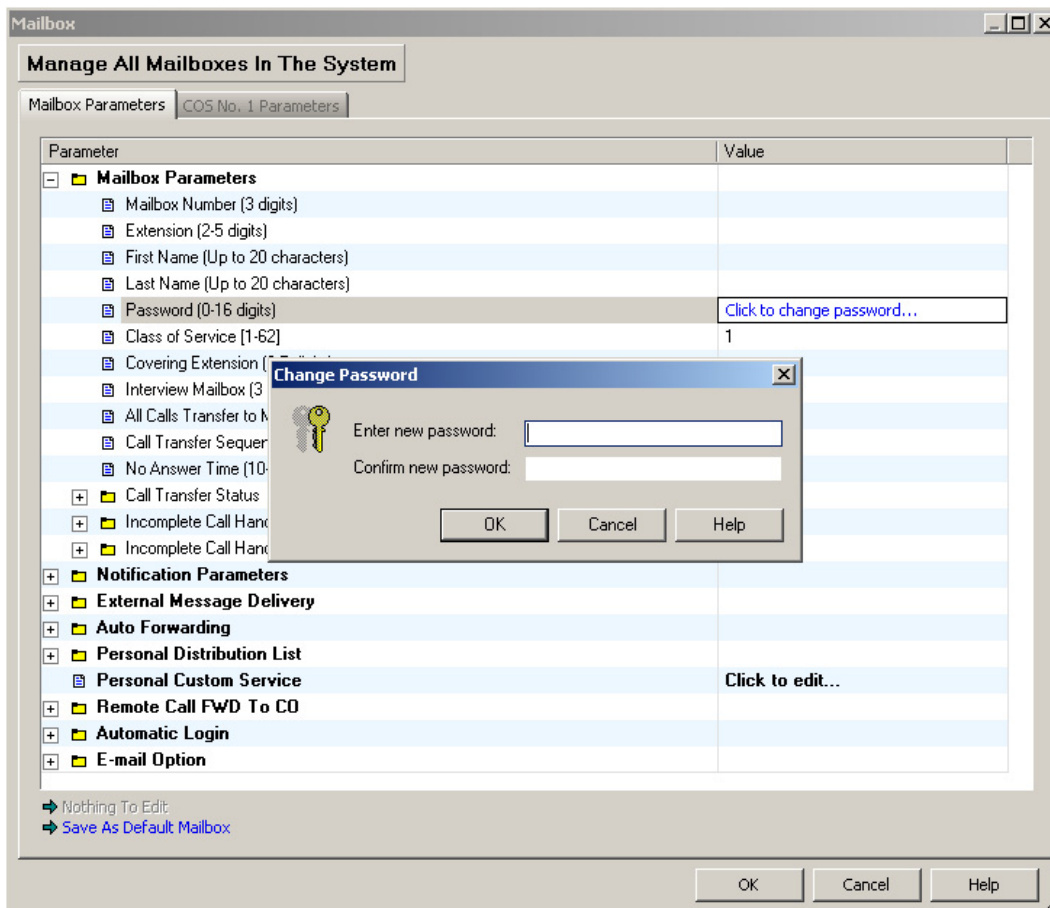 Mailbox
Manage All Mailboxes In The System
Mailbox Parameters COS No. 1 Parameters
Parameter Value
Mailbox Parameters
Mailbox Number (3 digits)
Extension (2-5 digits)
First Name (Up to 20 characters)
Last Name (Up to 20 characters)
Password (0-16 digits) Click to change password...
Class of Service [1-62] 1
Covering Extension (
Interview Mailbox (3
All Calls Transfer to
Call Transfer
No Answer Time (10-
Call Transfer Status
Incomplete Call
Incomplete Call
Change Password
Enter new password:
Confirm new password:
OK Cancel Help
Notification Parameters
External Message Delivery
Auto Forwarding
Personal Distribution List
Personal Custom Service Click to edit...
Remote Call FWD To CO
Automatic Login
E-mail Option
Nothing To Edit
Save As Default Mailbox
OK Cancel Help